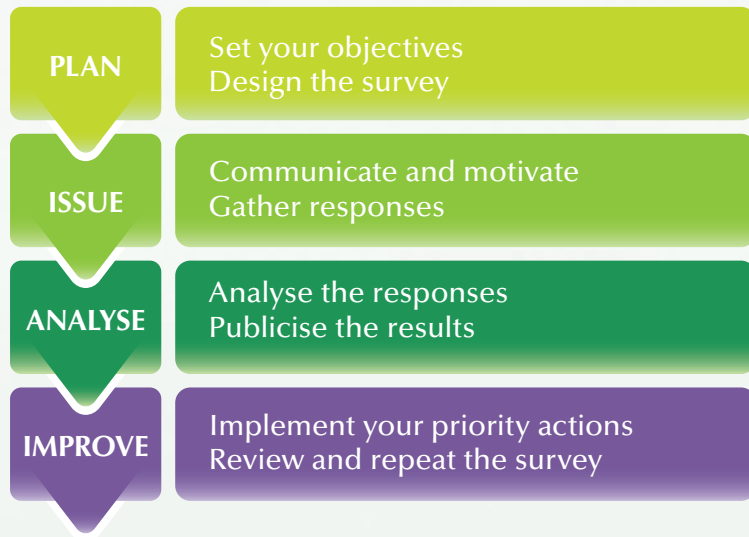 PLAN
Set your objectives
Design the survey
ISSUE
Communicate and motivate
Gather responses
ANALYSE
Analyse the responses
Publicise the results
IMPROVE
Implement your priority actions
Review and repeat the survey